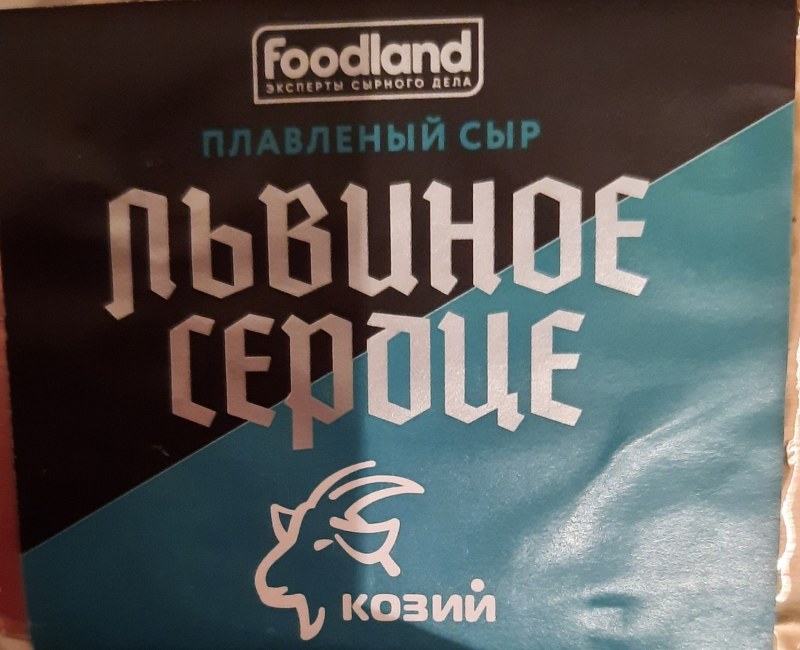 foodland
ЭКСПЕРТЫ СЫРНОГО ДЕЛА
ПЛАВЛЕНЫЙ СЫР
ЛЬВИНОЕ
СЕРДЦЕ
КОЗИЙ